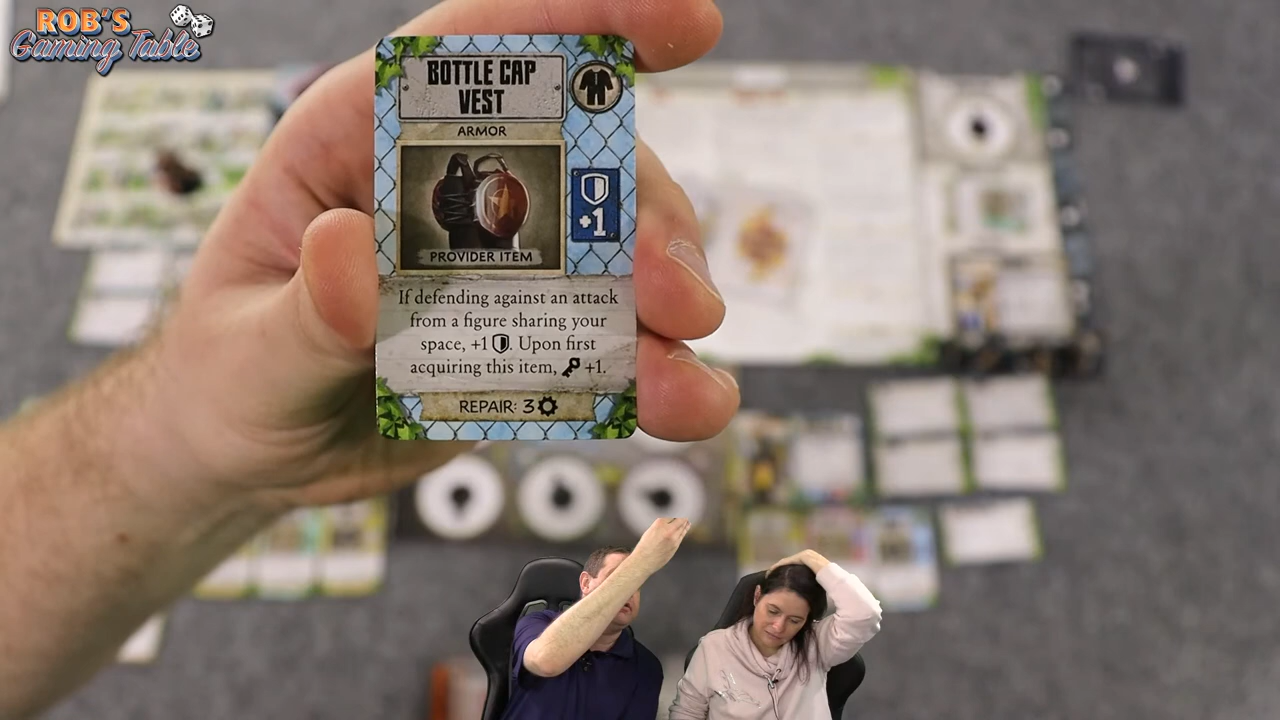 ROB'S
Gaming Table
BOTTLE CAP
VEST
ARMOR
+1
PROVIDER ITEM
If defending against an attack
from a figure sharing your
space, +1. Upon first
acquiring this item, +1.
REPAIR: 3